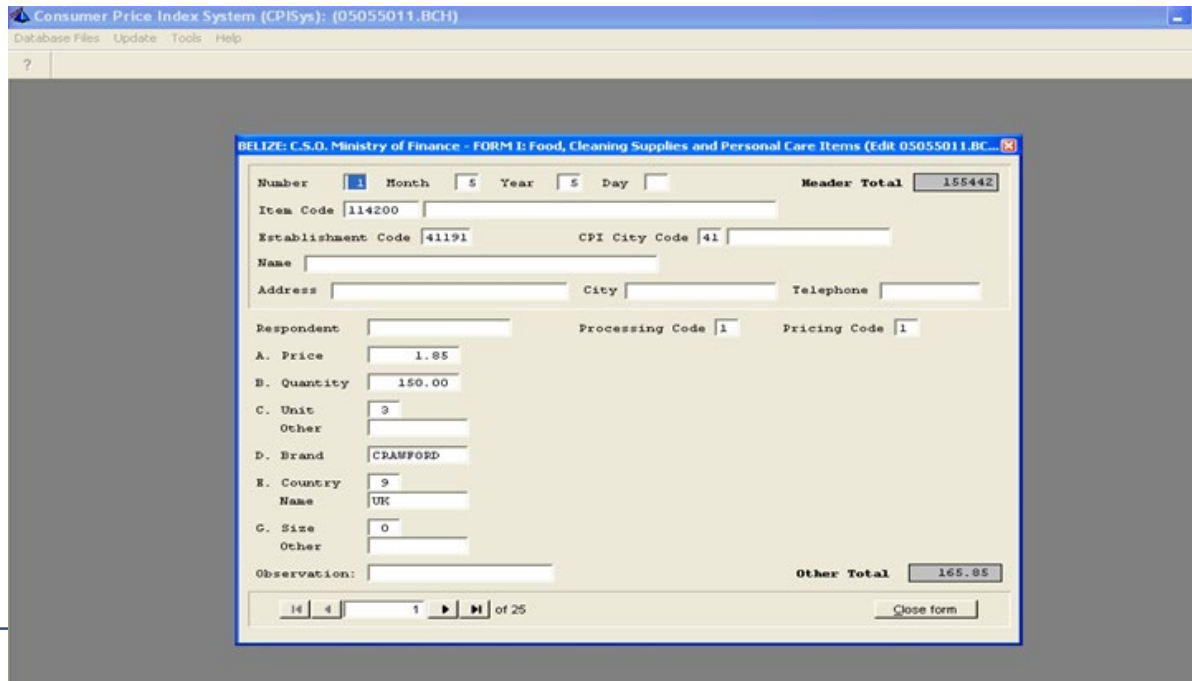 Consumer Price Index System (CPISys): (05055011.BCH)
Database Files Update Tools Help
?
BELIZE: C.S.O. Ministry of Finance - FORM I: Food, Cleaning Supplies and Personal Care Items (Edit 05055011.BC...
Number 1 Month 5 Year 5 Day Header Total 155442
Item Code 114200
Establishment Code 41191 CPI City Code 41
Name
Address City Telephone
Respondent Processing Code 1 Pricing Code 1
A. Price 1.85
B. Quantity 150.00
C. Unit 3
Other
D. Brand CRAWFORD
E. Country 9
Name UK
G. Size 0
Other
Observation: Other Total 165.85
1 of 25 Close form